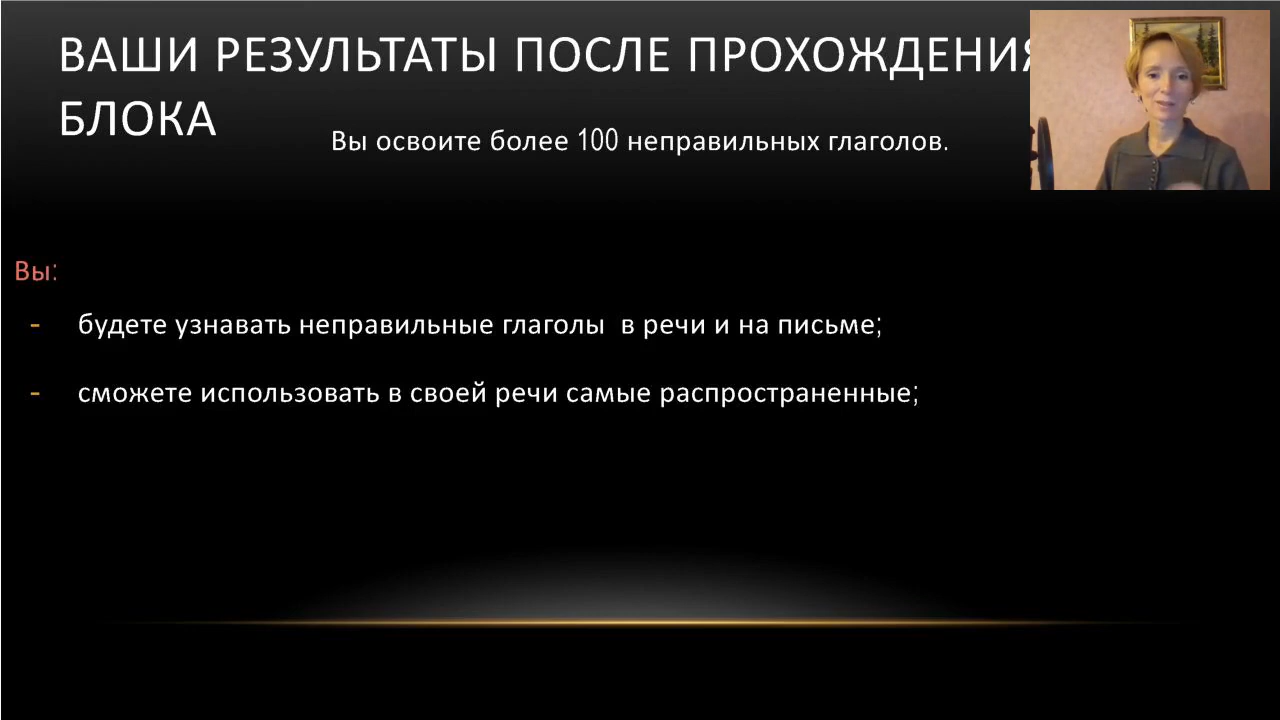 ВАШИ РЕЗУЛЬТАТЫ ПОСЛЕ ПРОХОЖДЕНИЯ
БЛОКА
Вы освоите более 100 неправильных глаголов.
Вы:
- будете узнавать неправильные глаголы в речи и на письме;
- сможете использовать в своей речи самые распространенные;